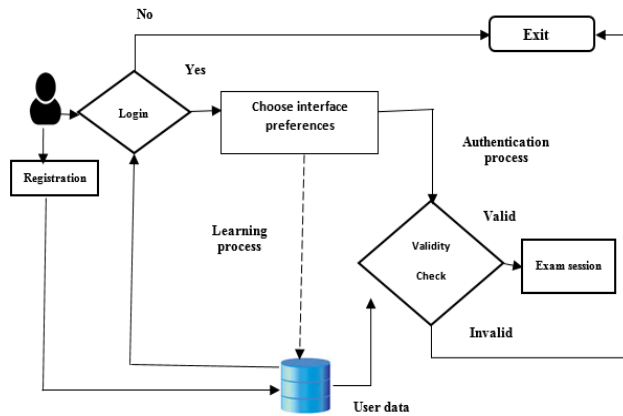 No
Exit
Yes
Login
Choose interface
preferences
Authentication
process
Registration
Learning
process
Valid
Validity
Check
Exam session
Invalid
User data